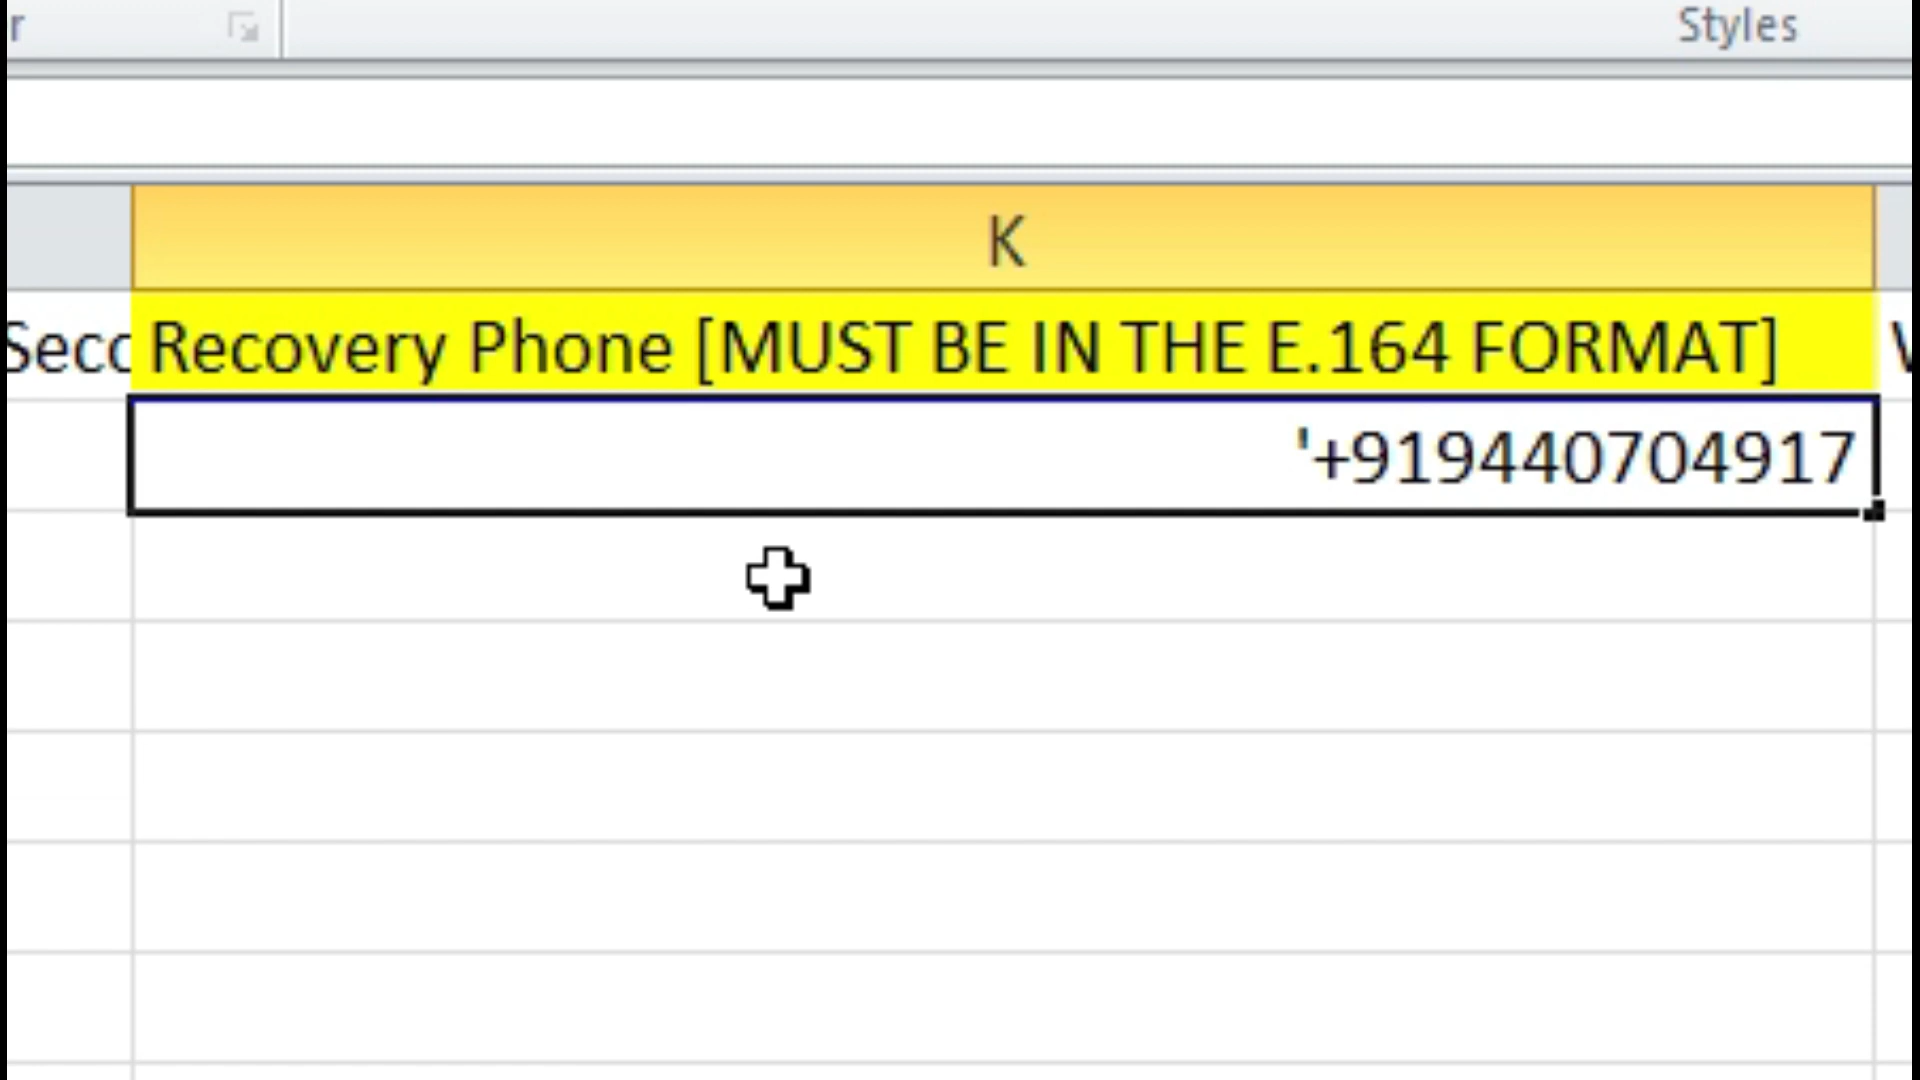 r
Styles
K
Recovery Phone [MUST BE IN THE E.164 FORMAT]
'+919440704917